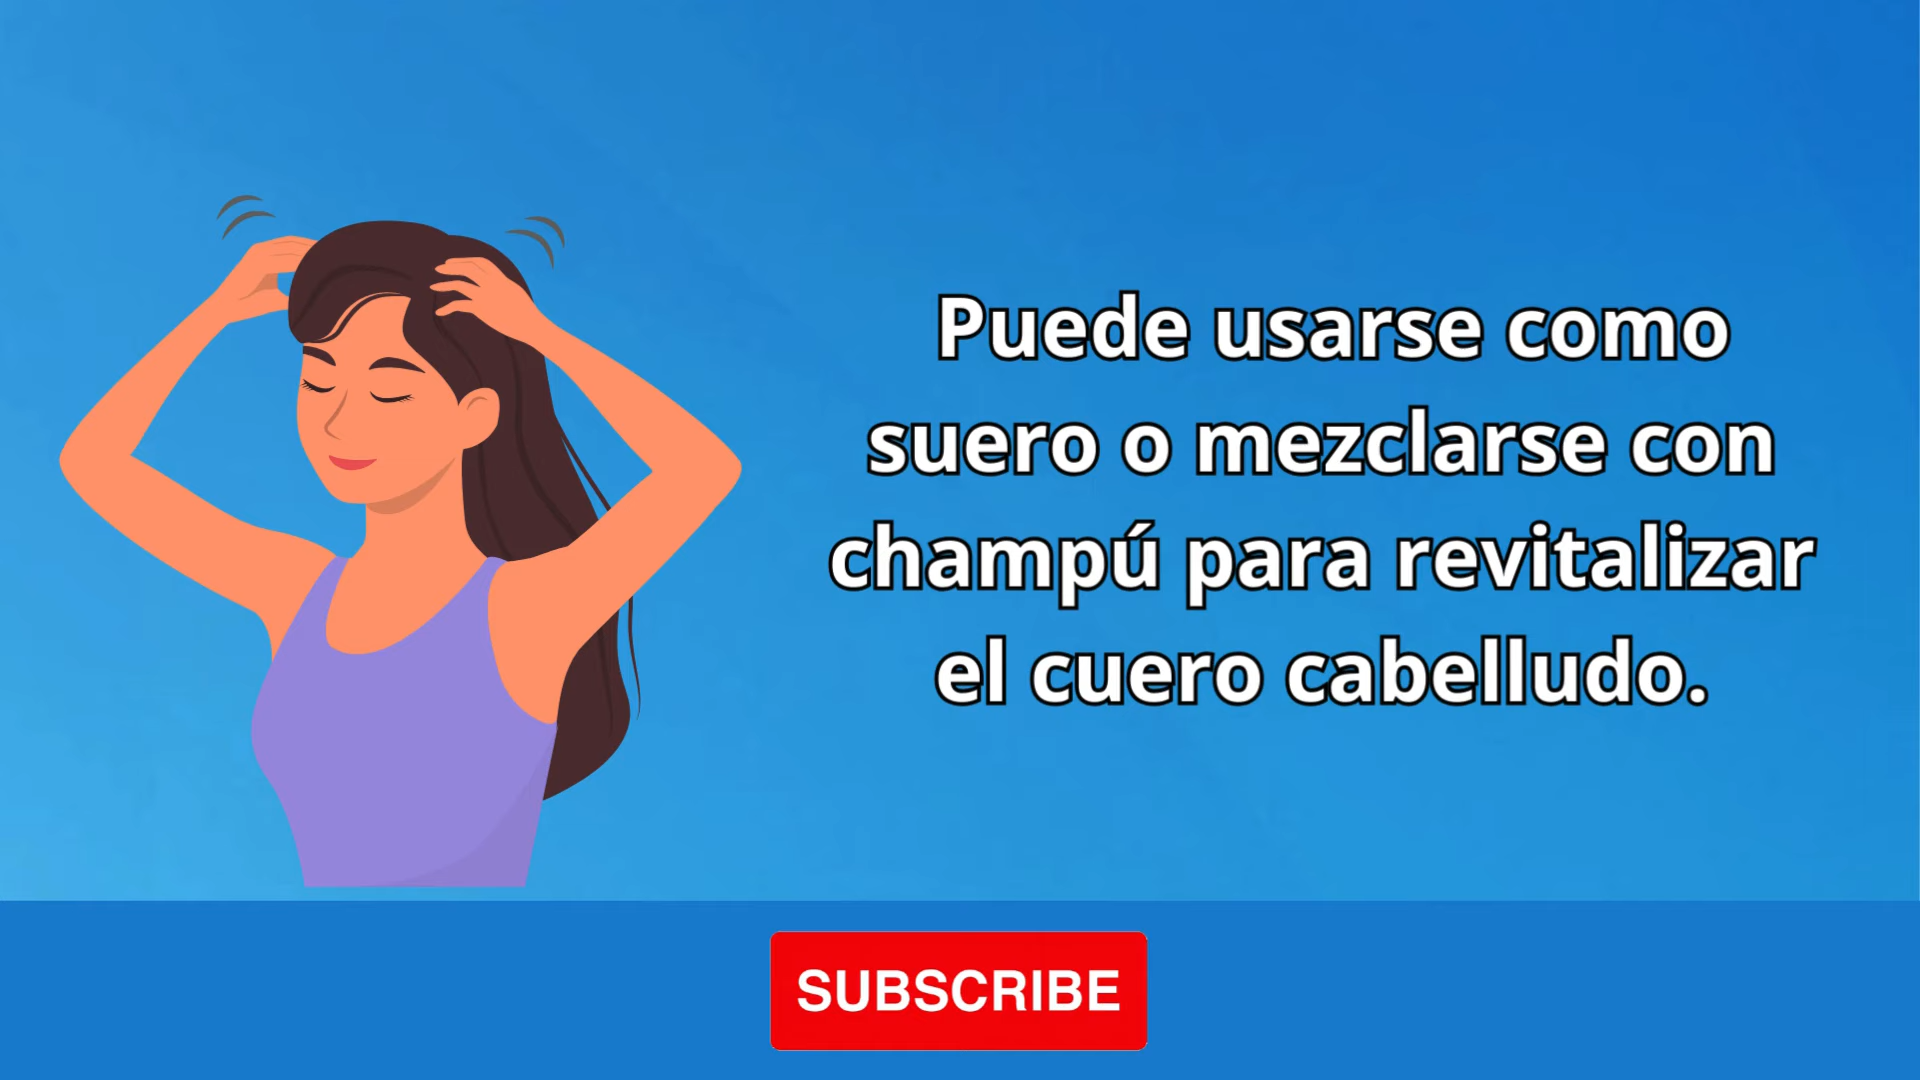 Puede usarse como
suero o mezclarse con
champú para revitalizar
el cuero cabelludo.
SUBSCRIBE